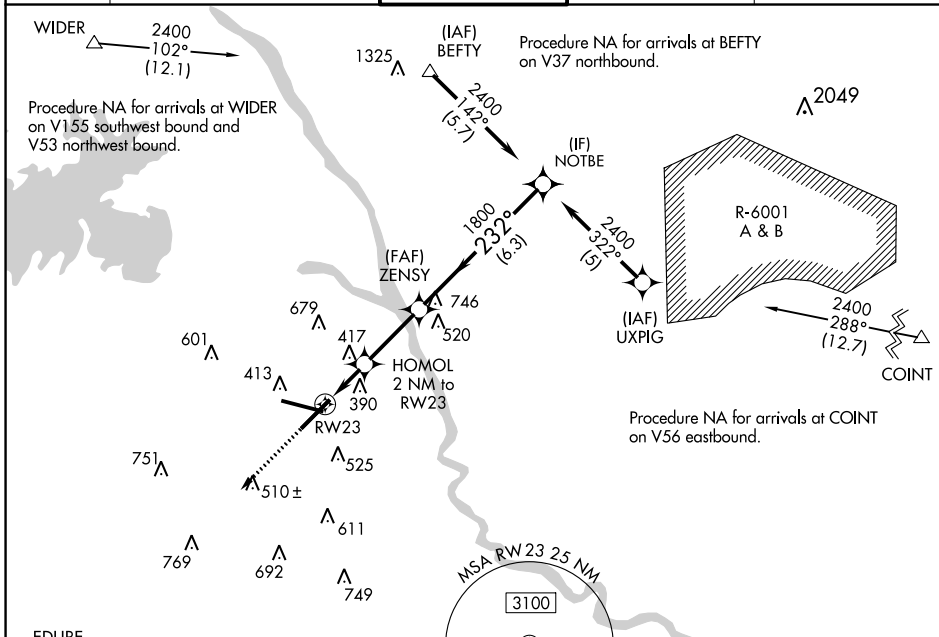 WIDER
2400
102°
(12.1)
Procedure NA for arrivals at WIDER
on V155 southwest bound and
V53 northwest bound.
1325
(IAF)
BEFTY
2400
142°
(5.7)
Procedure NA for arrivals at BEFTY
on V37 northbound.
2049
(IF)
NOTBE
R-6001
A & B
1800
232°
(6.3)
2400
322°
(5)
(IAF)
UXPIG
2400
288°
(12.7)
COINT
Procedure NA for arrivals at COINT
on V56 eastbound.
(FAF)
ZENSY
746
520
679
417
601
413
HOMOL
2 NM to
RW23
390
RW23
525
751
510 ±
611
769
692
749
MSA RW 23 25 NM
3100